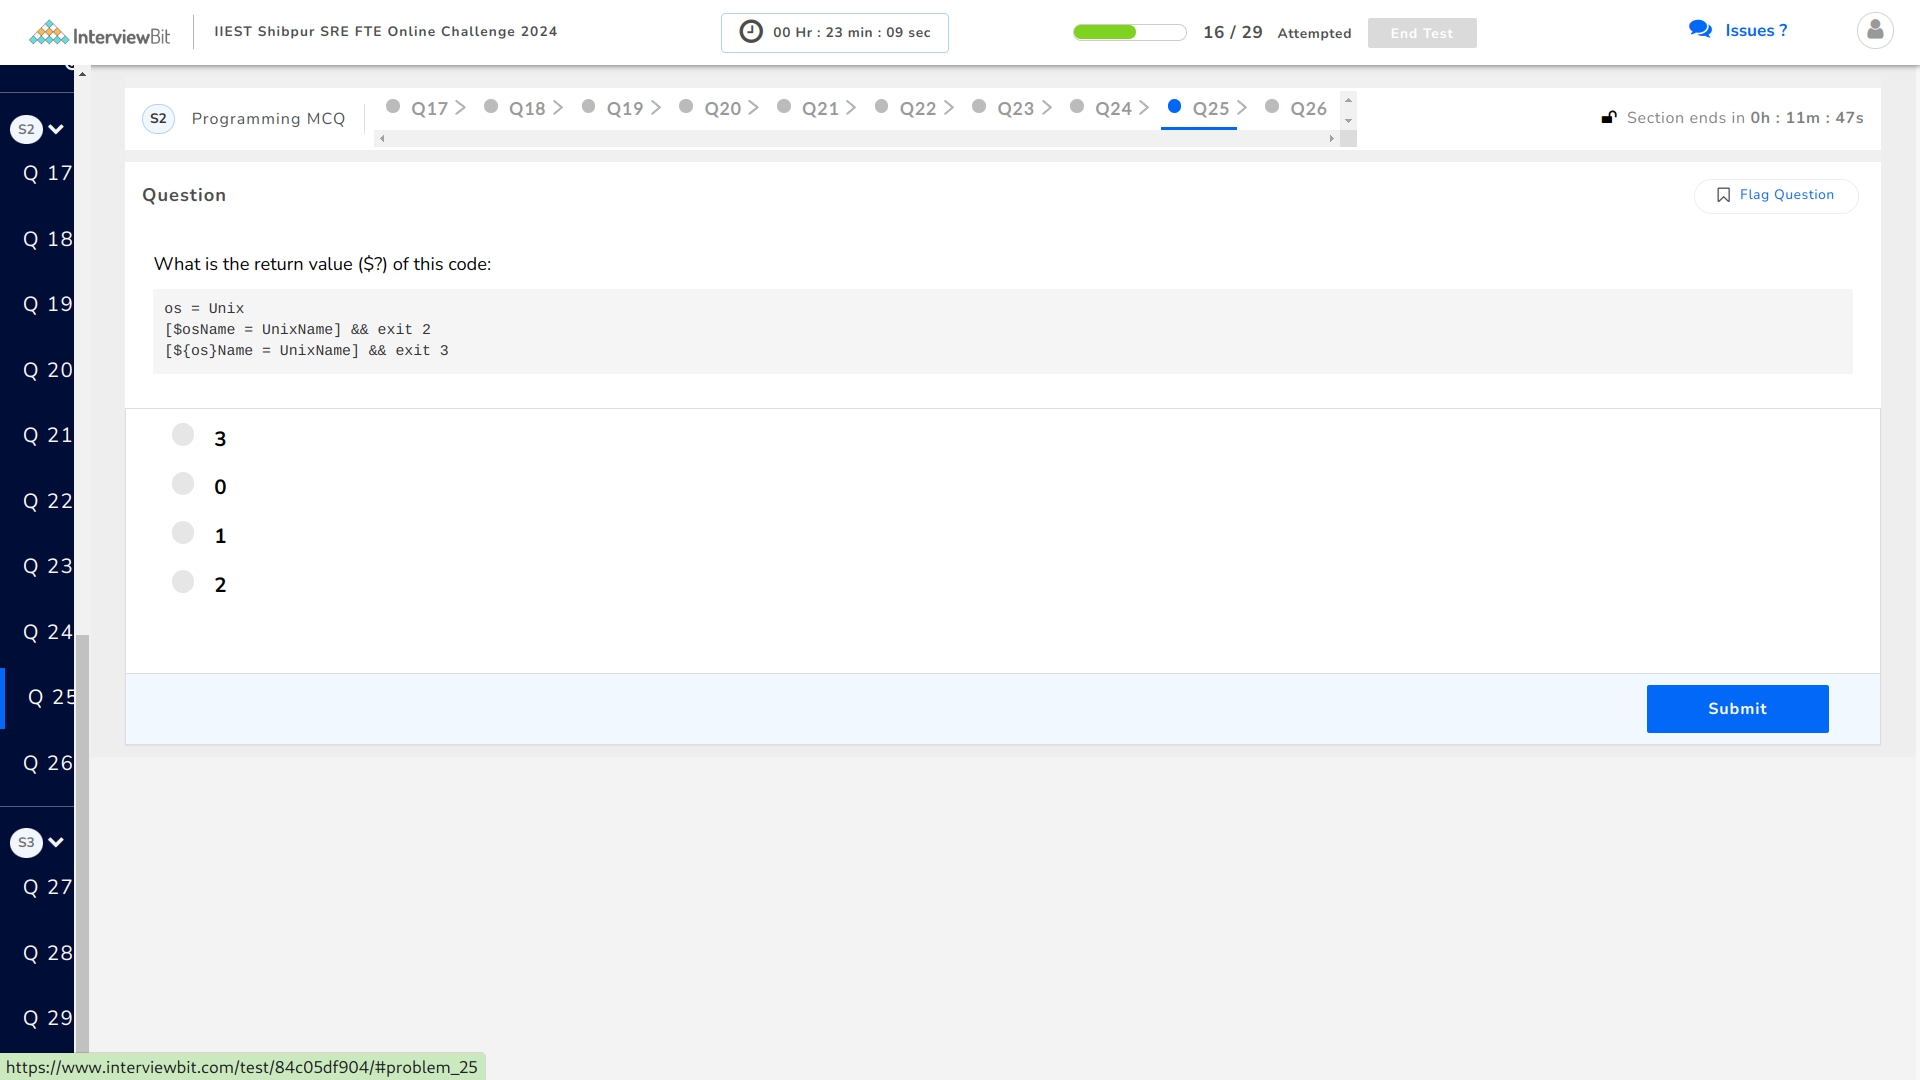 InterviewBit
IIEST Shibpur SRE FTE Online Challenge 2024
00 Hr : 23 min : 09 sec
16 / 29 Attempted
End Test
Issues ?
S2
Q 17
Q 18
Q 19
Q 20
Q 21
Q 22
Q 23
Q 24
Q 25
Q 26
S3
Q 27
Q 28
Q 29
S2 Programming MCQ
Q17 Q18 Q19 Q20 Q21 Q22 Q23 Q24 Q25 Q26
Section ends in 0h : 11m : 47s
Question
Flag Question
What is the return value ($?) of this code:
os = Unix
[$osName = UnixName] && exit 2
[${os}Name = UnixName] && exit 3
3
0
1
2
Submit
https://www.interviewbit.com/test/84c05df904/#problem_25